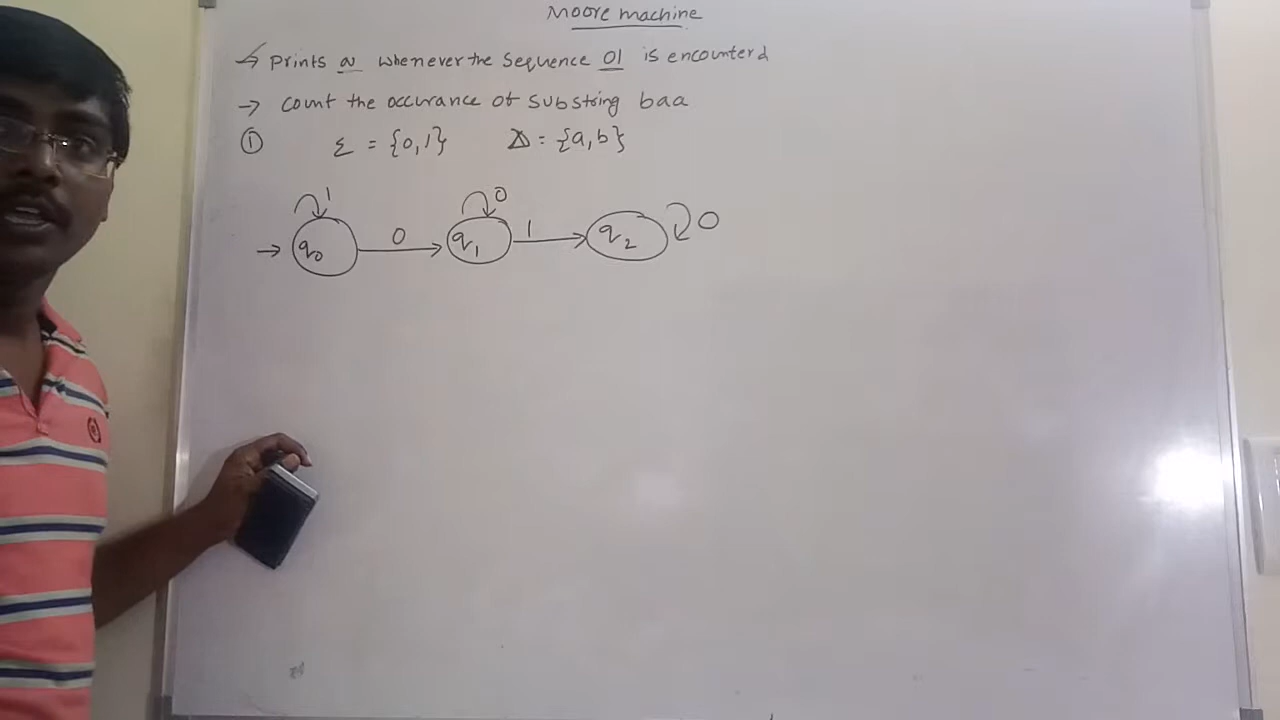 Moore machine
↳ Prints a whenever the sequence 01 is encounterd
→ count the occurance of substring baa
① Σ = {0,1} Δ = {a,b}
1 0
→ q0 0 q1 1 q2 0